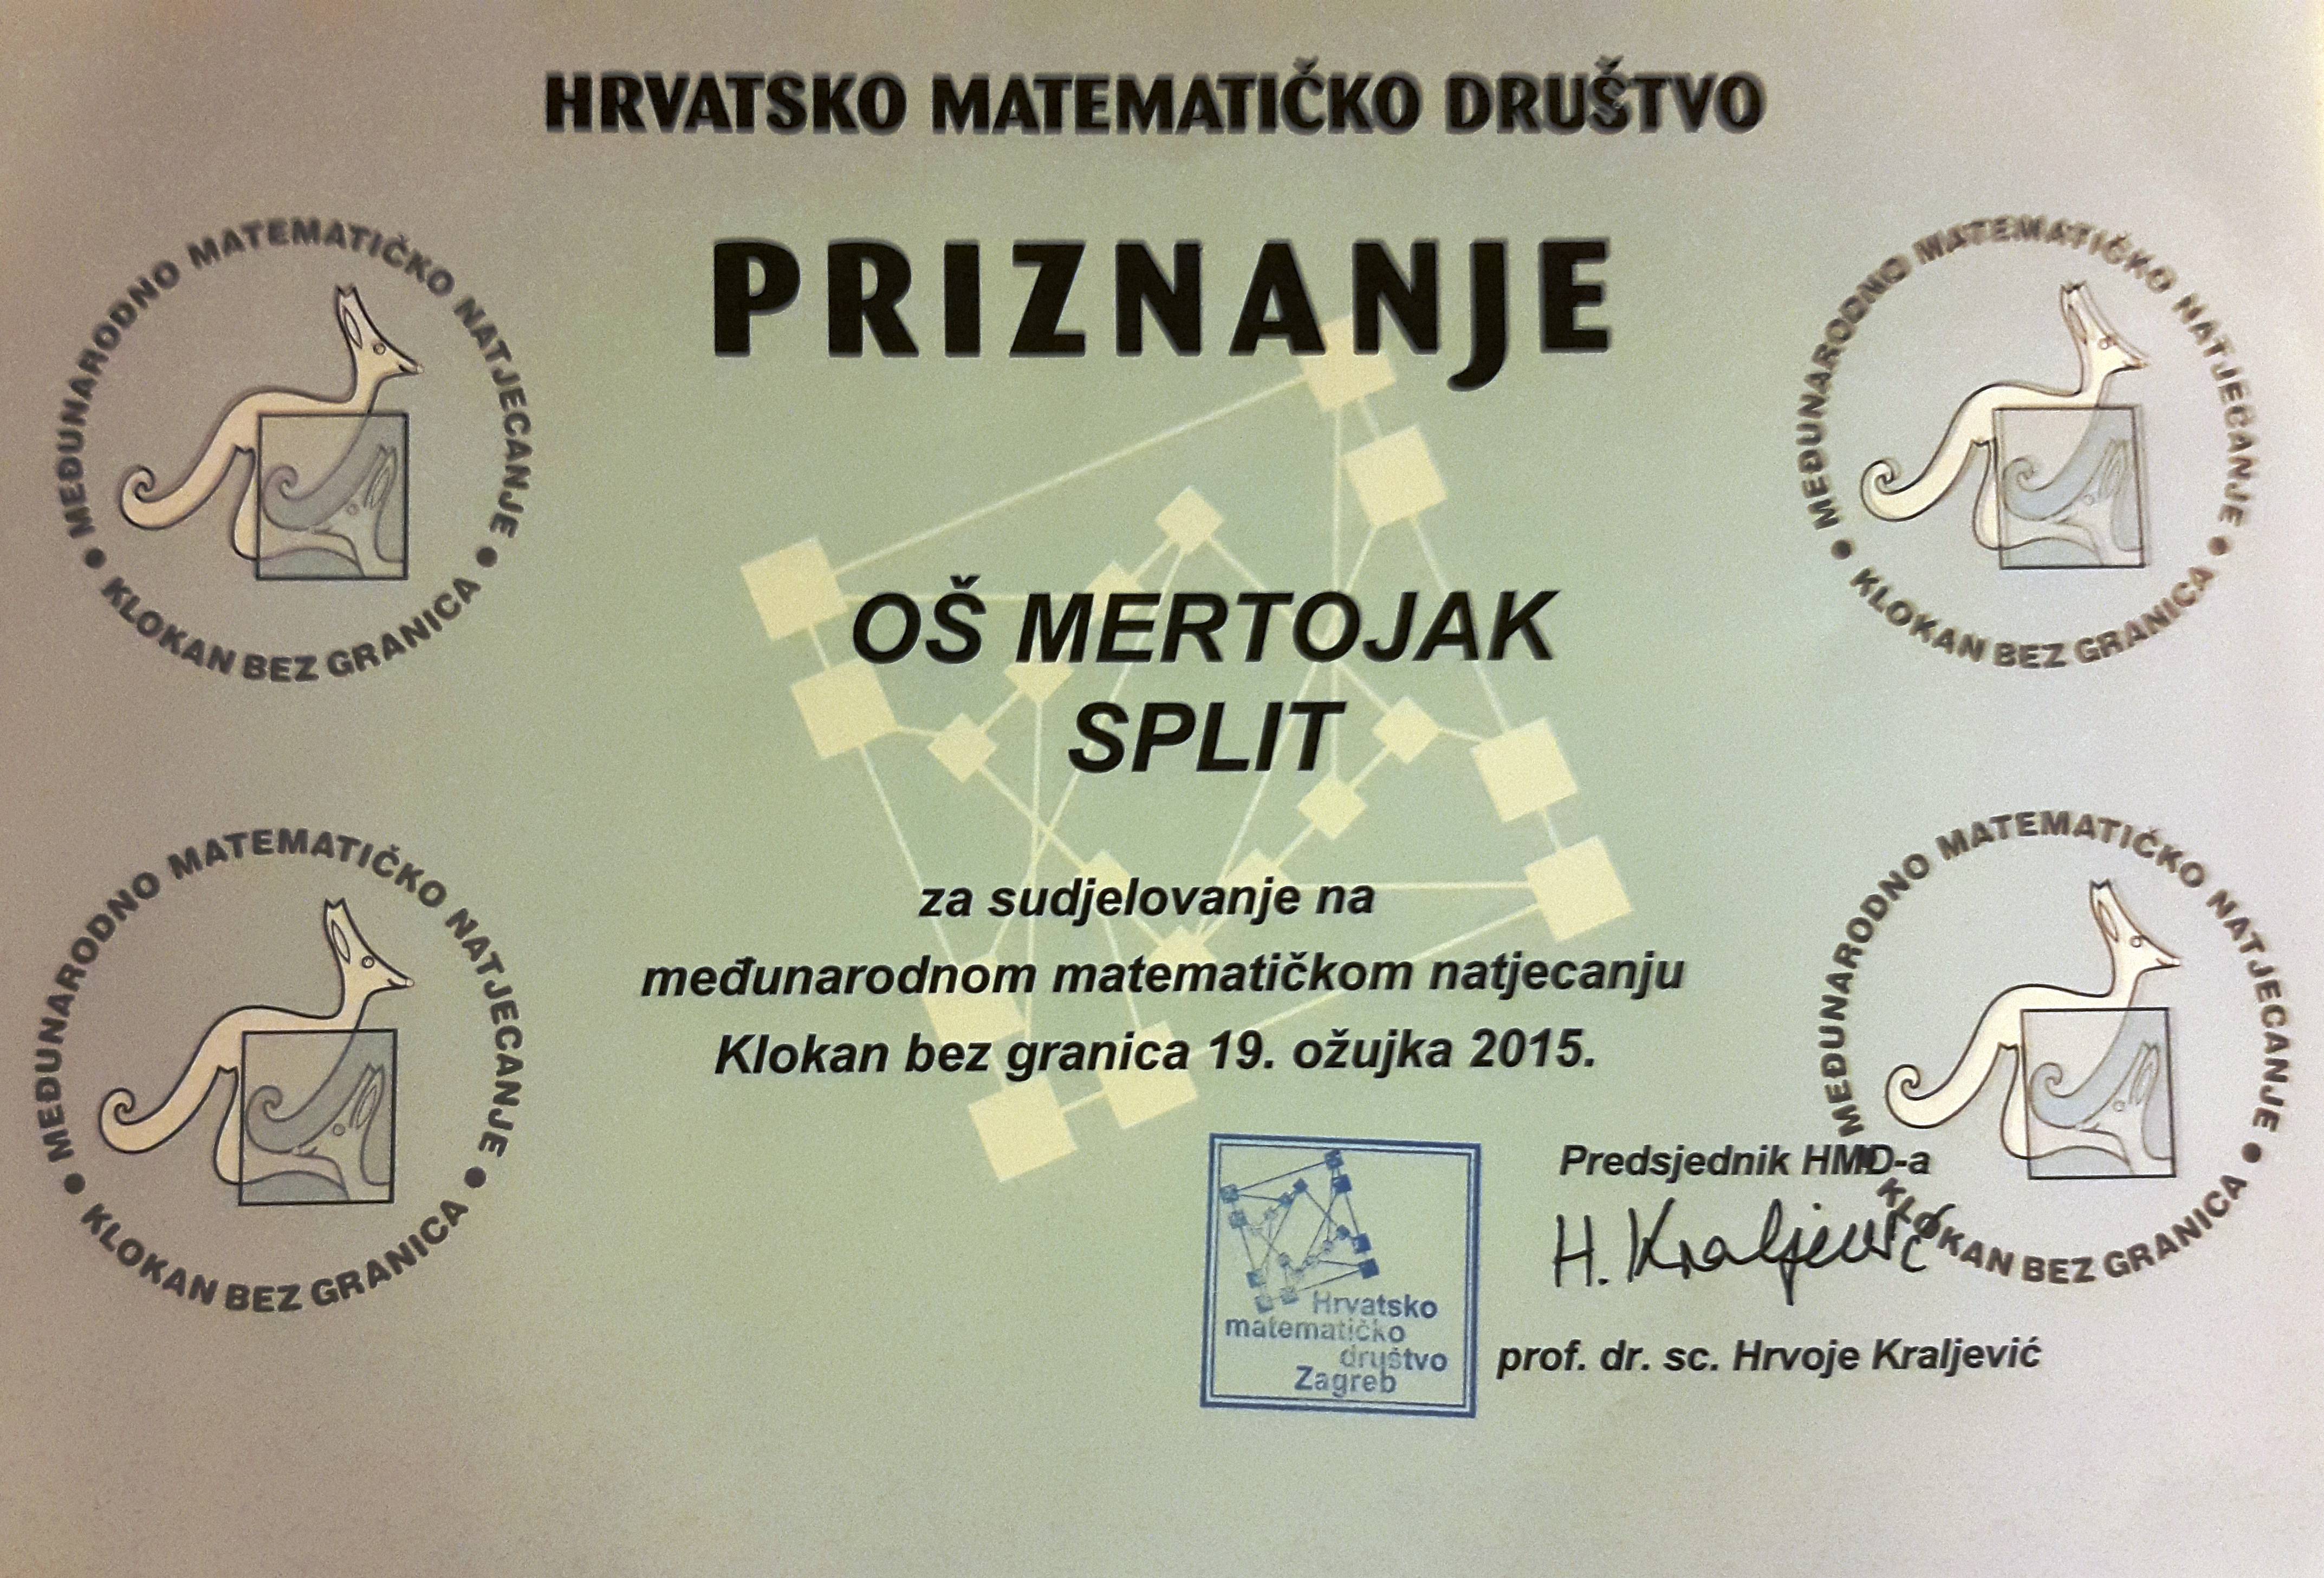 HRVATSKO MATEMATIČKO DRUŠTVO
PRIZNANJE
MEĐUNARODNO MATEMATIČKO NATJECANJE
• KLOKAN BEZ GRANICA •
MEĐUNARODNO MATEMATIČKO NATJECANJE
• KLOKAN BEZ GRANICA •
OŠ MERTOJAK
SPLIT
za sudjelovanje na
međunarodnom matematičkom natjecanju
Klokan bez granica 19. ožujka 2015.
MEĐUNARODNO MATEMATIČKO NATJECANJE
• KLOKAN BEZ GRANICA •
MEĐUNARODNO MATEMATIČKO NATJECANJE
KLOKAN BEZ GRANICA •
Hrvatsko
matematičko
društvo
Zagreb
Predsjednik HMD-a
H. Kraljević
prof. dr. sc. Hrvoje Kraljević